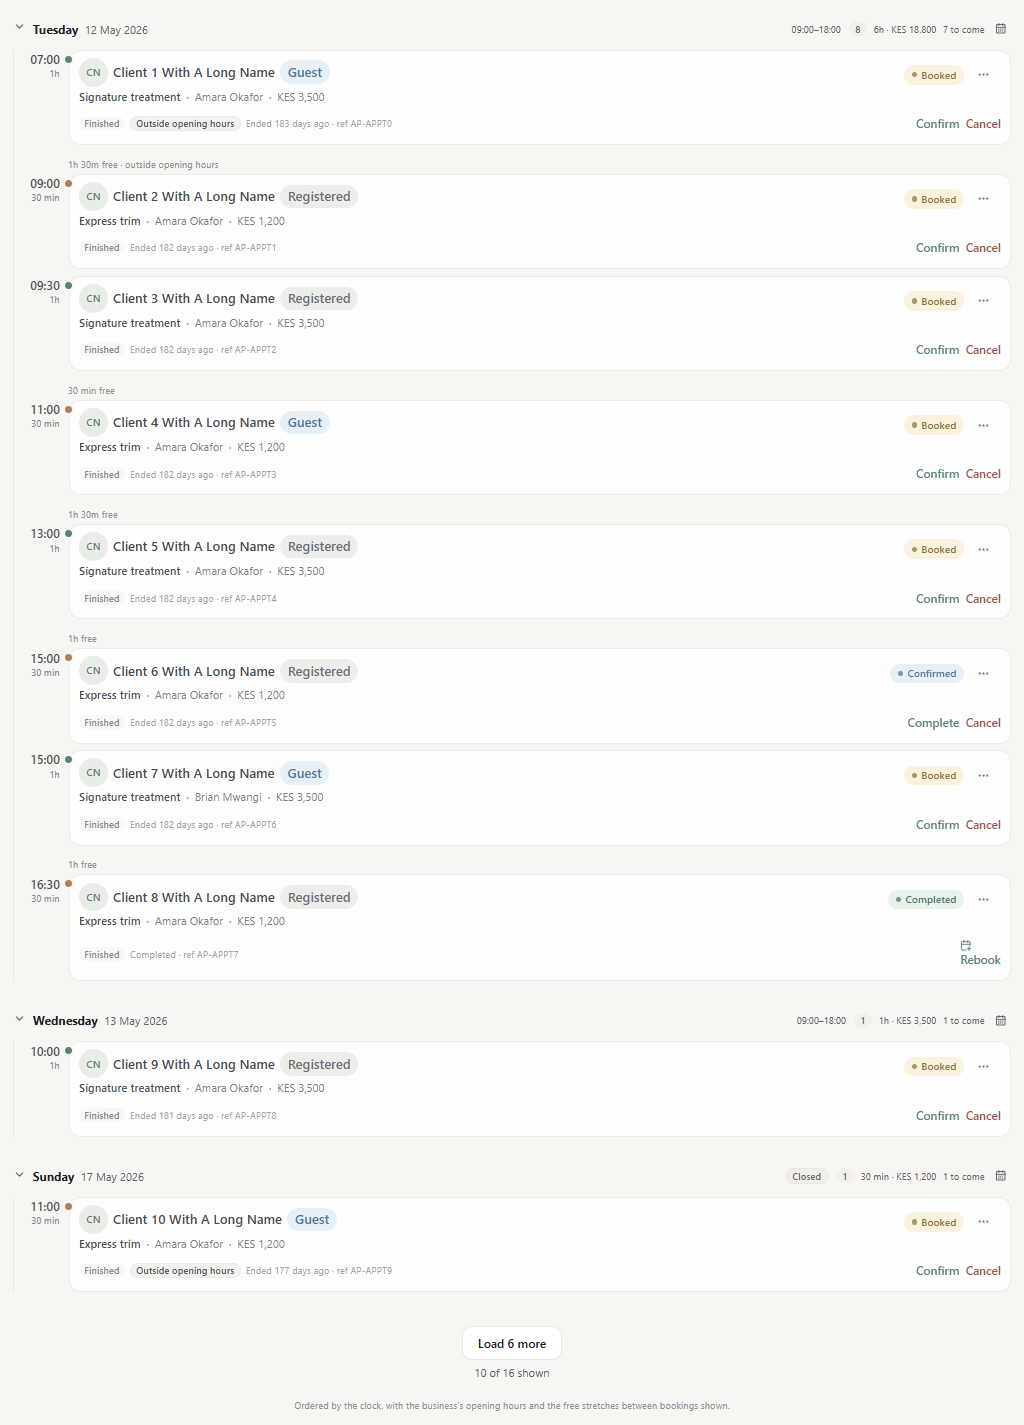 Tuesday 12 May 2026 09:00–18:00 8 6h · KES 18,800 7 to come
07:00 CN Client 1 With A Long Name Guest Booked ···
1h Signature treatment · Amara Okafor · KES 3,500
Finished Outside opening hours Ended 183 days ago · ref AP-APPT0 Confirm Cancel
1h 30m free · outside opening hours
09:00 CN Client 2 With A Long Name Registered Booked ···
30 min Express trim · Amara Okafor · KES 1,200
Finished Ended 182 days ago · ref AP-APPT1 Confirm Cancel
09:30 CN Client 3 With A Long Name Registered Booked ···
1h Signature treatment · Amara Okafor · KES 3,500
Finished Ended 182 days ago · ref AP-APPT2 Confirm Cancel
30 min free
11:00 CN Client 4 With A Long Name Guest Booked ···
30 min Express trim · Amara Okafor · KES 1,200
Finished Ended 182 days ago · ref AP-APPT3 Confirm Cancel
1h 30m free
13:00 CN Client 5 With A Long Name Registered Booked ···
1h Signature treatment · Amara Okafor · KES 3,500
Finished Ended 182 days ago · ref AP-APPT4 Confirm Cancel
1h free
15:00 CN Client 6 With A Long Name Registered Confirmed ···
30 min Express trim · Amara Okafor · KES 1,200
Finished Ended 182 days ago · ref AP-APPT5 Complete Cancel
15:00 CN Client 7 With A Long Name Guest Booked ···
1h Signature treatment · Brian Mwangi · KES 3,500
Finished Ended 182 days ago · ref AP-APPT6 Confirm Cancel
1h free
16:30 CN Client 8 With A Long Name Registered Completed ···
30 min Express trim · Amara Okafor · KES 1,200
Finished Completed · ref AP-APPT7 Rebook
Wednesday 13 May 2026 09:00–18:00 1 1h · KES 3,500 1 to come
10:00 CN Client 9 With A Long Name Registered Booked ···
1h Signature treatment · Amara Okafor · KES 3,500
Finished Ended 181 days ago · ref AP-APPT8 Confirm Cancel
Sunday 17 May 2026 Closed 1 30 min · KES 1,200 1 to come
11:00 CN Client 10 With A Long Name Guest Booked ···
30 min Express trim · Amara Okafor · KES 1,200
Finished Outside opening hours Ended 177 days ago · ref AP-APPT9 Confirm Cancel
Load 6 more
10 of 16 shown
Ordered by the clock, with the business's opening hours and the free stretches between bookings shown.